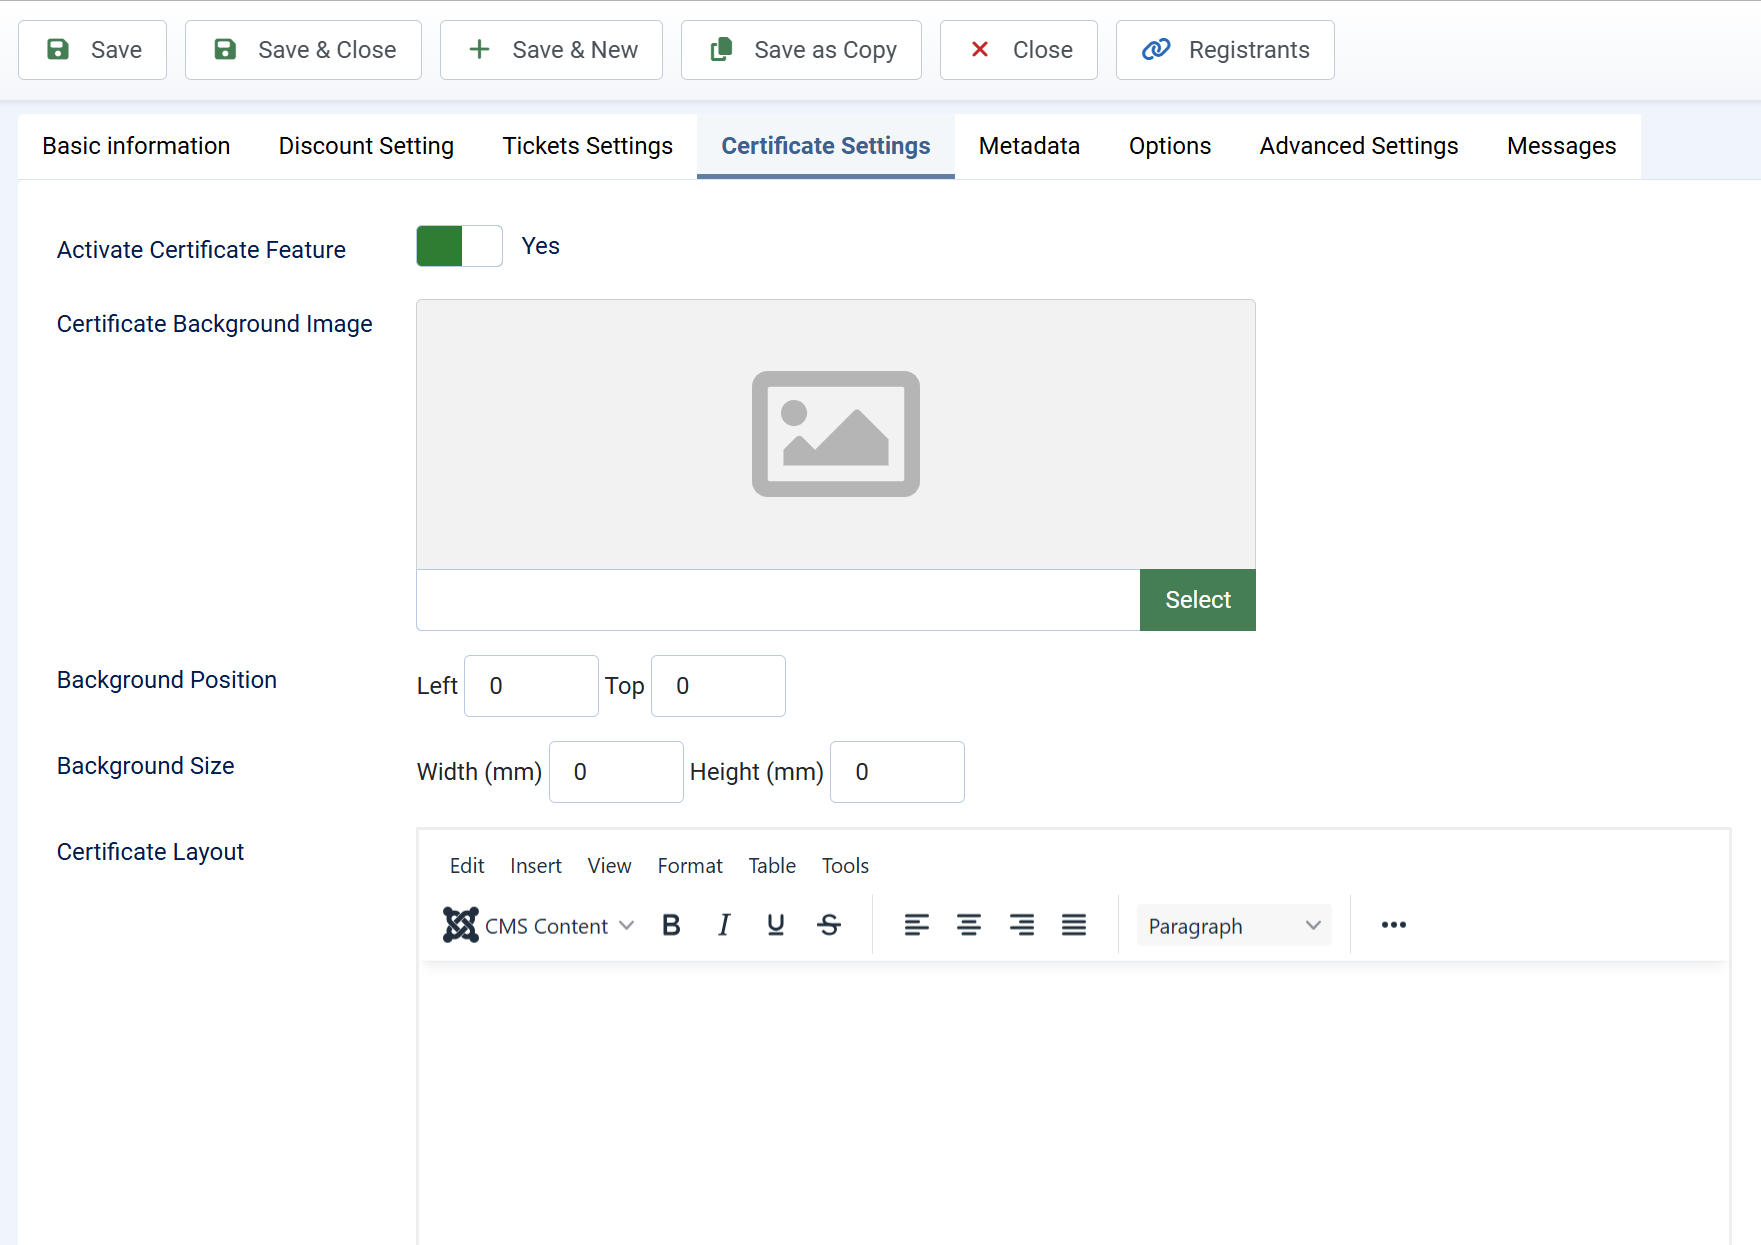 Save
Save & Close
Save & New
Save as Copy
Close
Registrants
Basic information
Discount Setting
Tickets Settings
Certificate Settings
Metadata
Options
Advanced Settings
Messages
Activate Certificate Feature
Yes
Certificate Background Image
Select
Background Position
Left 0 Top 0
Background Size
Width (mm) 0 Height (mm) 0
Certificate Layout
Edit Insert View Format Table Tools
CMS Content B I U S Paragraph